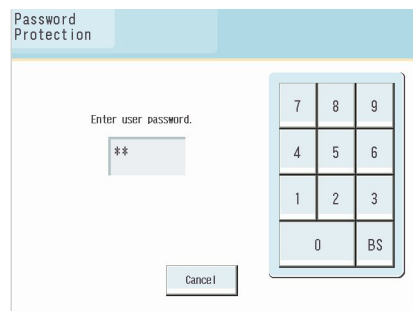 Password
Protection
Enter user password.
**
7 8 9
4 5 6
1 2 3
0 BS
Cancel